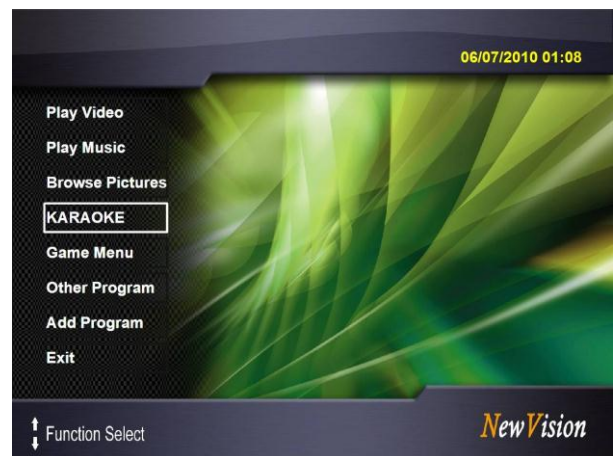 06/07/2010 01:08
Play Video
Play Music
Browse Pictures
KARAOKE
Game Menu
Other Program
Add Program
Exit
Function Select
NewVision